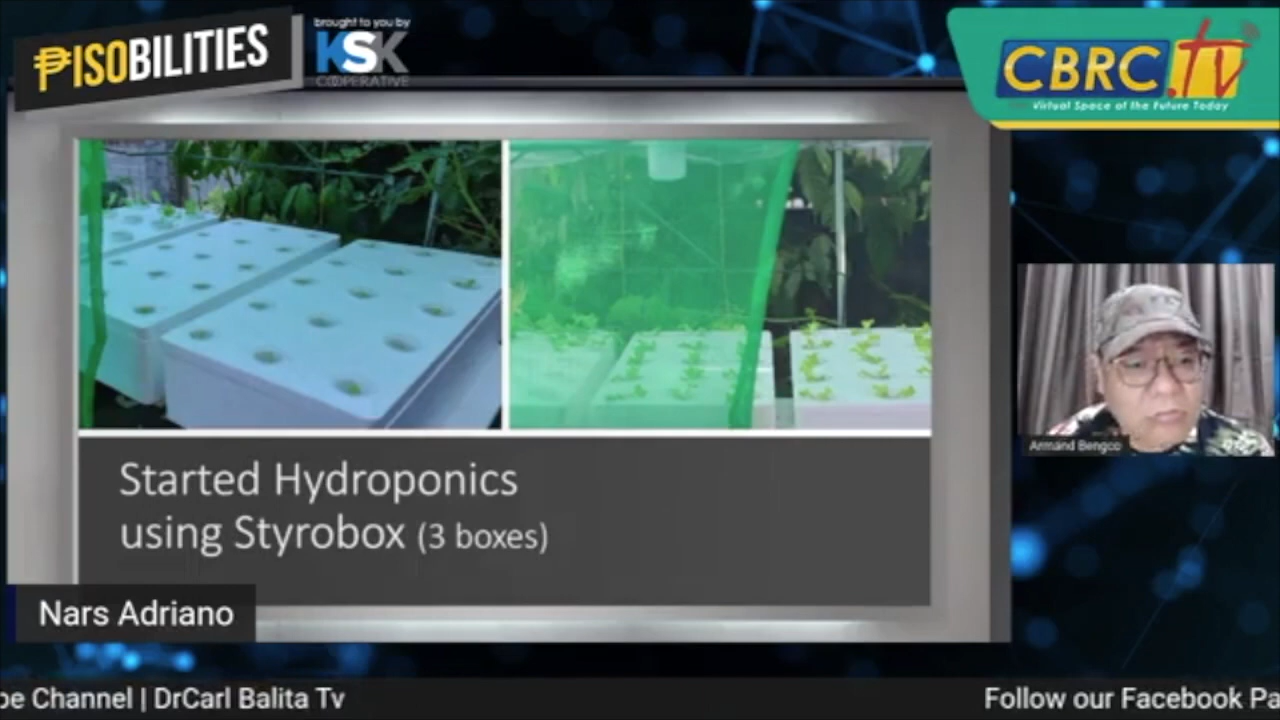 ₱ISOBILITIES
brought to you by
KSK
COOPERATIVE
CBRC.tv
Virtual Space of the Future Today
Started Hydroponics
using Styrobox (3 boxes)
Armand Bengco
Nars Adriano
be Channel | DrCarl Balita Tv
Follow our Facebook Pa